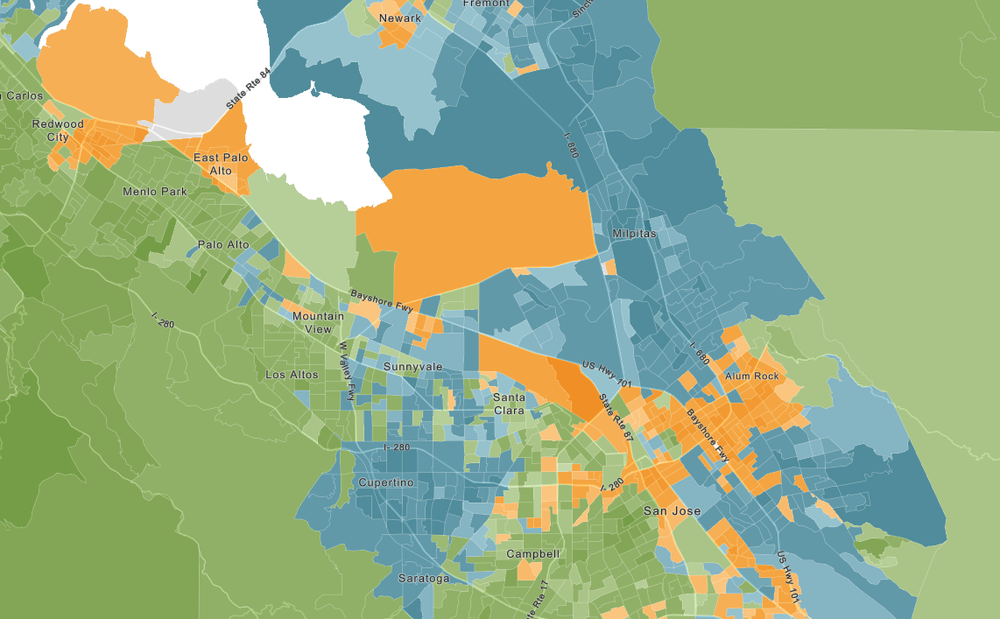 Fremont
Newark
State Rte 84
Carlos
Redwood
City
I- 880
East Palo
Alto
Menlo Park
Milpitas
Palo Alto
Bayshore Fwy
Mountain
View
I- 280
W Valley Fwy
I- 680
Los Altos
Sunnyvale
US Hwy 101
Alum Rock
Santa
Clara
State Rte 87
Bayshore Fwy
I- 280
Cupertino
I- 280
San Jose
Campbell
Saratoga
US Hwy 101
Rte 17